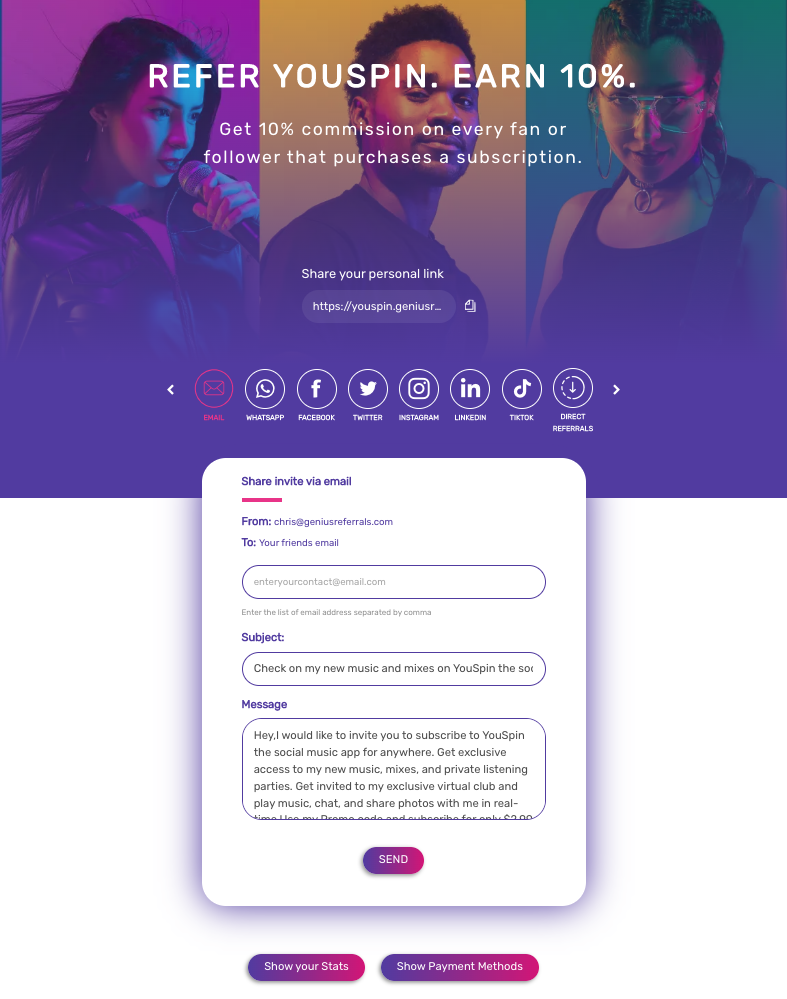 REFER YOUSPIN. EARN 10%.
Get 10% commission on every fan or
follower that purchases a subscription.
Share your personal link
https://youspin.geniusr...
EMAIL
WHATSAPP
FACEBOOK
TWITTER
INSTAGRAM
LINKEDIN
TIKTOK
DIRECT
REFERRALS
Share invite via email
From: chris@geniusreferrals.com
To: Your friends email
enteryourcontact@email.com
Enter the list of email address separated by comma
Subject:
Check on my new music and mixes on YouSpin the soc
Message
Hey,I would like to invite you to subscribe to YouSpin
the social music app for anywhere. Get exclusive
access to my new music, mixes, and private listening
parties. Get invited to my exclusive virtual club and
play music, chat, and share photos with me in real-
time.Use my Promo code and subscribe for only $2.99
SEND
Show your Stats
Show Payment Methods